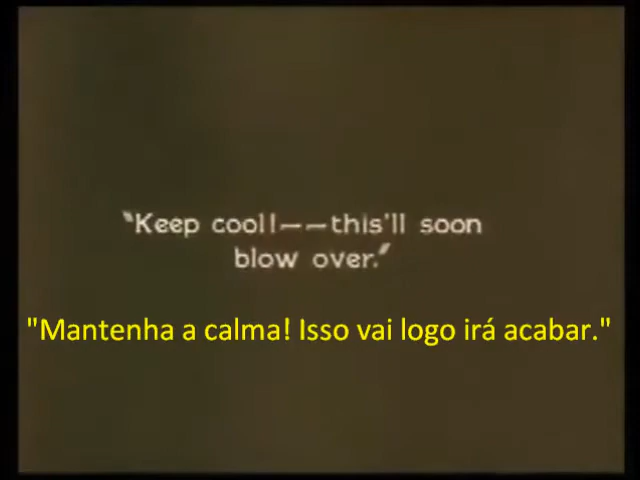 "Keep cool!——this'll soon
blow over."
"Mantenha a calma! Isso vai logo irá acabar."